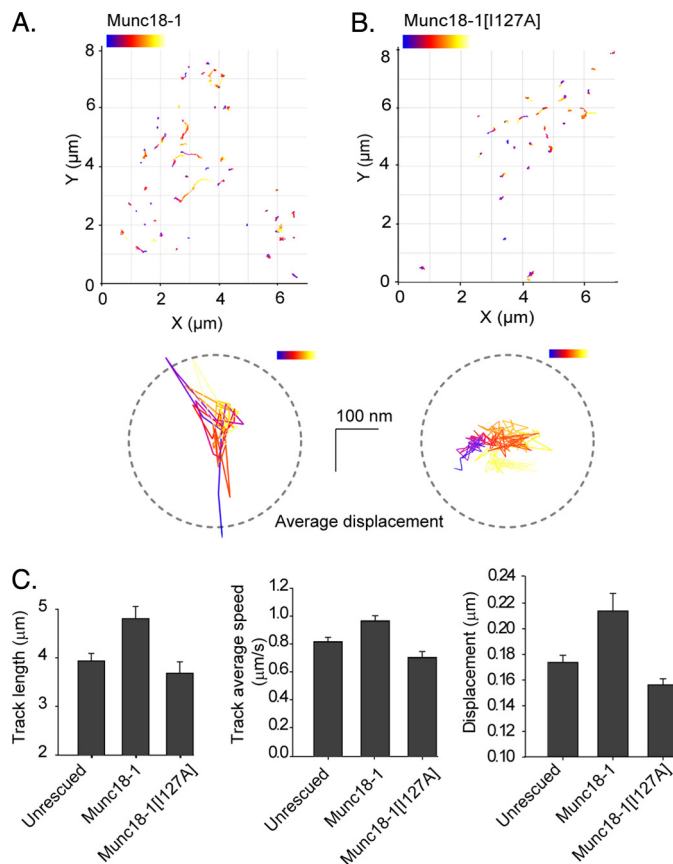 A.
Munc18-1
8
6
4
2
0
Y (µm)
0
2
4
6
X (µm)
B.
Munc18-1[I127A]
8
6
4
2
0
Y (µm)
0
2
4
6
X (µm)
100 nm
Average displacement
C.
Track length (µm)
5
4
3
2
Unrescued
Munc18-1
Munc18-1[I127A]
Track average speed
(µm/s)
1.2
1.0
0.8
0.6
0.4
0.2
0.0
Unrescued
Munc18-1
Munc18-1[I127A]
Displacement (µm)
0.24
0.22
0.20
0.18
0.16
0.14
0.12
0.10
Unrescued
Munc18-1
Munc18-1[I127A]